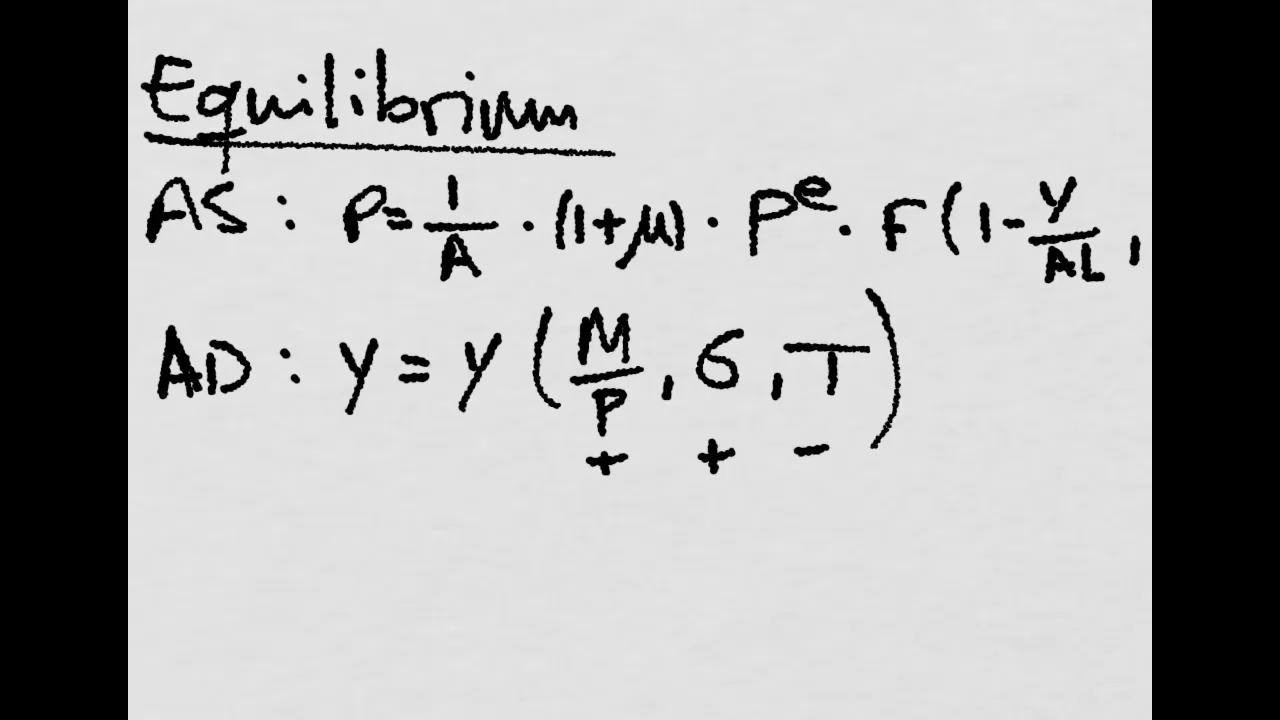 Equilibrium
AS : P = 1/A · (1+μ) · P^e · F(1 - Y/AL,
AD : Y = Y(M/P, G, T)
+ + -